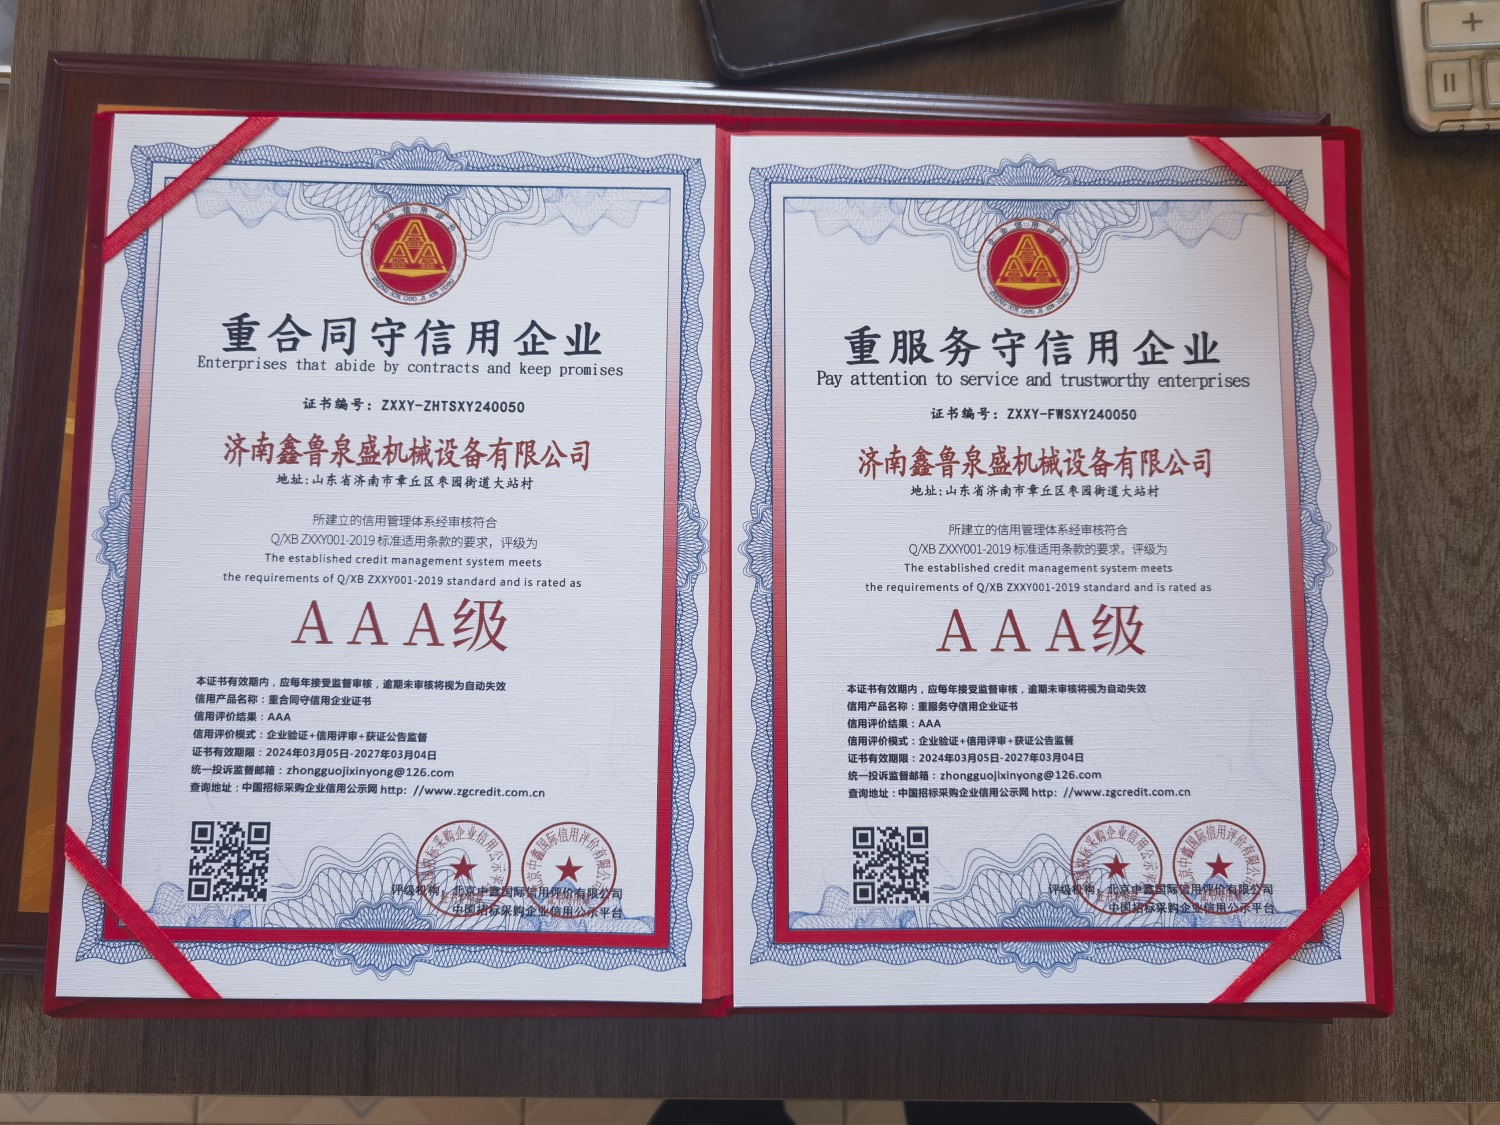 企业信用评价
ZHONG XIN GUO JI XIN YONG
重合同守信用企业
Enterprises that abide by contracts and keep promises
证书编号：ZXXY-ZHTSXY240050
济南鑫鲁泉盛机械设备有限公司
地址:山东省济南市章丘区枣园街道大站村
所建立的信用管理体系经审核符合
Q/XB ZXXY001-2019 标准适用条款的要求，评级为
The established credit management system meets
the requirements of Q/XB ZXXY001-2019 standard and is rated as
AAA级
本证书有效期内，应每年接受监督审核，逾期未审核将视为自动失效
信用产品名称：重合同守信用企业证书
信用评价结果：AAA
信用评价模式：企业验证+信用评审+获证公告监督
证书有效期限：2024年03月05日-2027年03月04日
统一投诉监督邮箱：zhongguojixinyong@126.com
查询地址：中国招标采购企业信用公示网 http: //www.zgcredit.com.cn
评级机构：北京中鑫国际信用评价有限公司
中国招标采购企业信用公示平台
企业信用评价
ZHONG XIN GUO JI XIN YONG
重服务守信用企业
Pay attention to service and trustworthy enterprises
证书编号：ZXXY-FWSXY240050
济南鑫鲁泉盛机械设备有限公司
地址:山东省济南市章丘区枣园街道大站村
所建立的信用管理体系经审核符合
Q/XB ZXXY001-2019 标准适用条款的要求，评级为
The established credit management system meets
the requirements of Q/XB ZXXY001-2019 standard and is rated as
AAA级
本证书有效期内，应每年接受监督审核，逾期未审核将视为自动失效
信用产品名称：重服务守信用企业证书
信用评价结果：AAA
信用评价模式：企业验证+信用评审+获证公告监督
证书有效期限：2024年03月05日-2027年03月04日
统一投诉监督邮箱：zhongguojixinyong@126.com
查询地址：中国招标采购企业信用公示网 http: //www.zgcredit.com.cn
评级机构：北京中鑫国际信用评价有限公司
中国招标采购企业信用公示平台